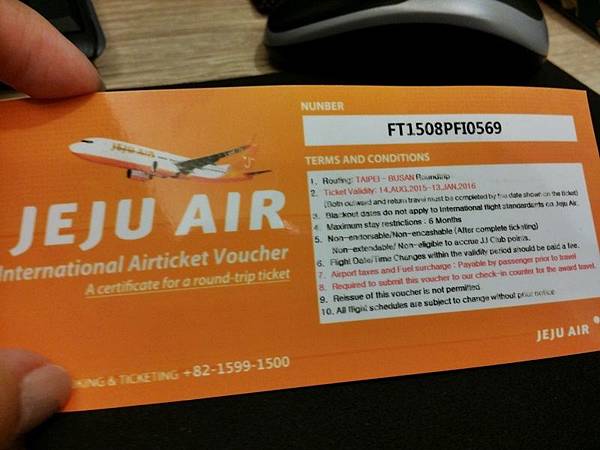 JEJU AIR
JEJU AIR
International Airticket Voucher
A certificate for a round-trip ticket
KING & TICKETING +82-1599-1500
NUNBER
FT1508PFI0569
TERMS AND CONDITIONS
1. Routing: TAIPEI - BUSAN Roundtrip
2. Ticket Validity: 14,AUG,2015-13,JAN,2016
(Both outward and return travel must be completed by the date shown on the ticket)
3. Blackout dates do not apply to International flight standards on Jeju Air.
4. Maximum stay restrictions : 6 Months
5. Non-endorsable/Non-encashable (After complete ticketing)
Non-extendable/ Non-eligible to accrue JJ Club points.
6. Flight Date/Time Changes within the validity period should be paid a fee.
7. Airport taxes and Fuel surcharge : Payable by passenger prior to travel
8. Required to submit this voucher to our check-in counter for the award travel.
9. Reissue of this voucher is not permitted.
10. All flight schedules are subject to change without prior notice
JEJU AIR